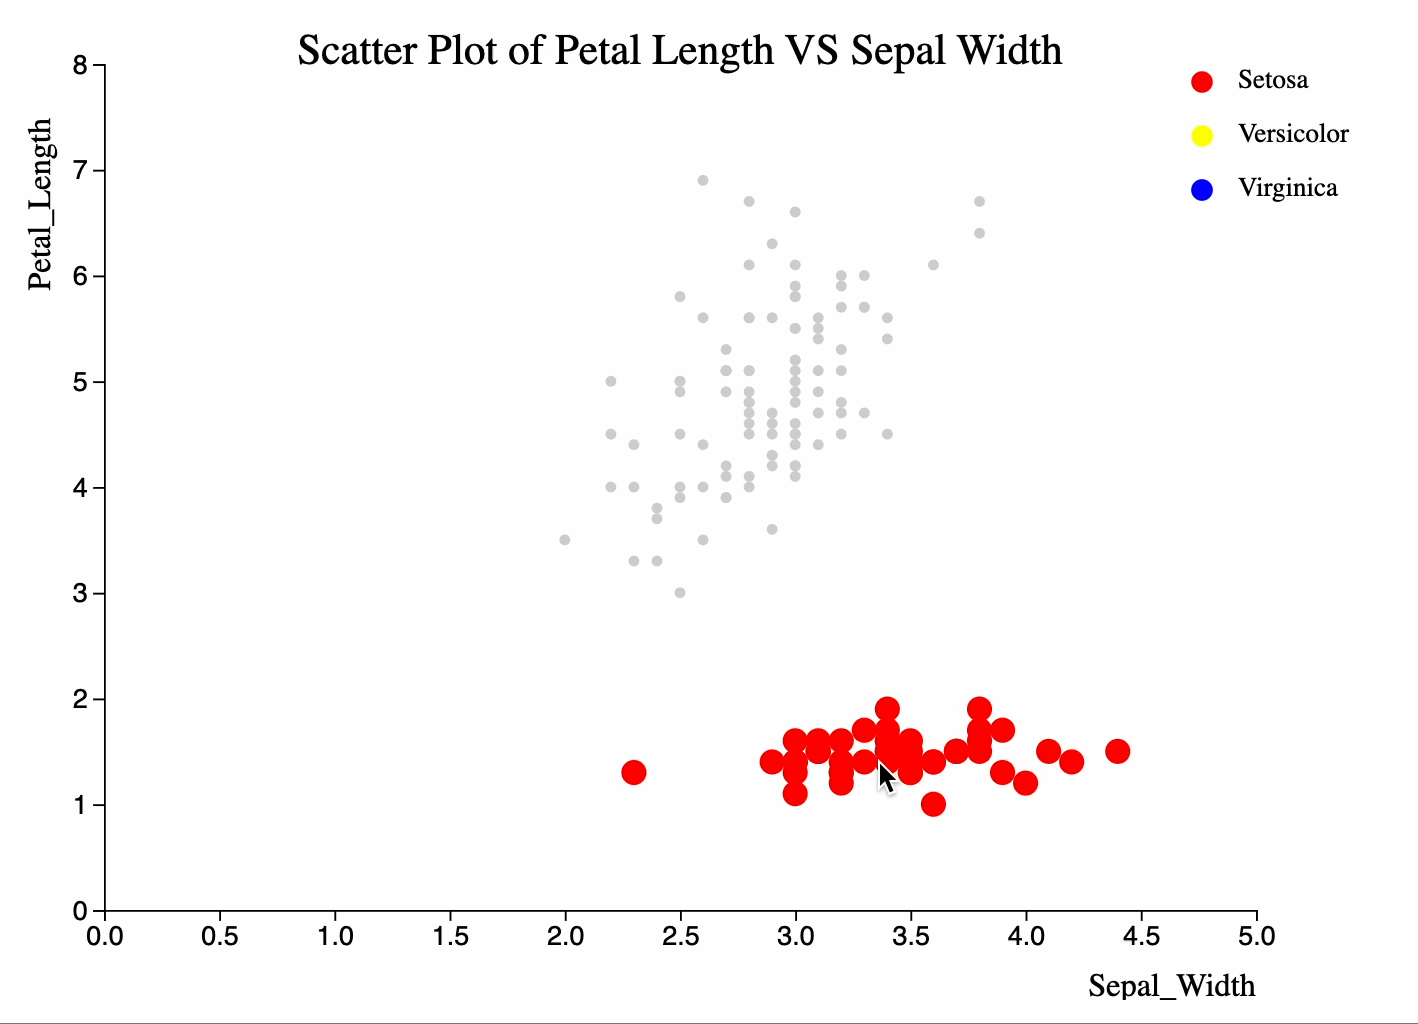 Scatter Plot of Petal Length VS Sepal Width
Setosa
Versicolor
Virginica
Petal_Length
8
7
6
5
4
3
2
1
0
0.0 0.5 1.0 1.5 2.0 2.5 3.0 3.5 4.0 4.5 5.0
Sepal_Width